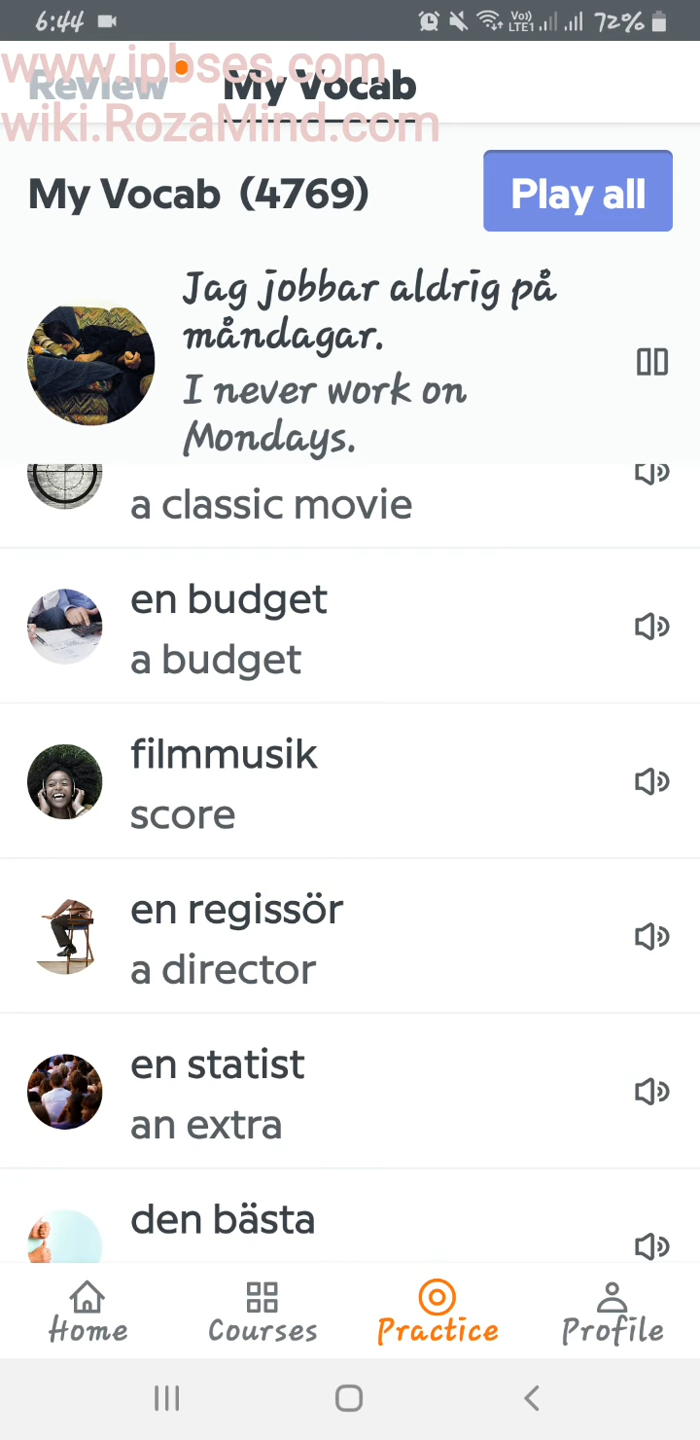 6:44 Vo) LTE1 72%
www.ipbses.com
Review My Vocab
wiki.RozaMind.com
My Vocab (4769) Play all
Jag jobbar aldrig på
måndagar.
I never work on
Mondays.
a classic movie
en budget
a budget
filmmusik
score
en regissör
a director
en statist
an extra
den bästa
Home Courses Practice Profile